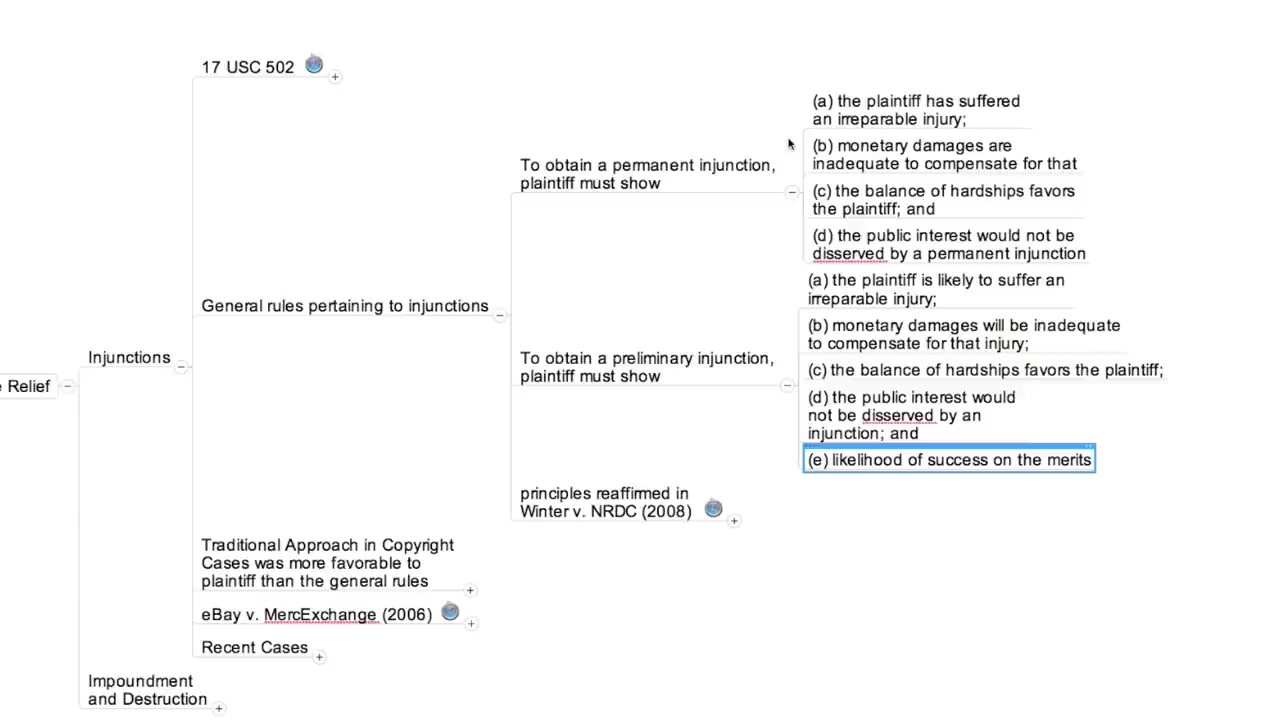 17 USC 502
(a) the plaintiff has suffered
an irreparable injury;
(b) monetary damages are
inadequate to compensate for that
To obtain a permanent injunction,
plaintiff must show
(c) the balance of hardships favors
the plaintiff; and
(d) the public interest would not be
disserved by a permanent injunction
General rules pertaining to injunctions
(a) the plaintiff is likely to suffer an
irreparable injury;
(b) monetary damages will be inadequate
to compensate for that injury;
Injunctions
To obtain a preliminary injunction,
plaintiff must show
(c) the balance of hardships favors the plaintiff;
e Relief
(d) the public interest would
not be disserved by an
injunction; and
(e) likelihood of success on the merits
principles reaffirmed in
Winter v. NRDC (2008)
Traditional Approach in Copyright
Cases was more favorable to
plaintiff than the general rules
eBay v. MercExchange (2006)
Recent Cases
Impoundment
and Destruction